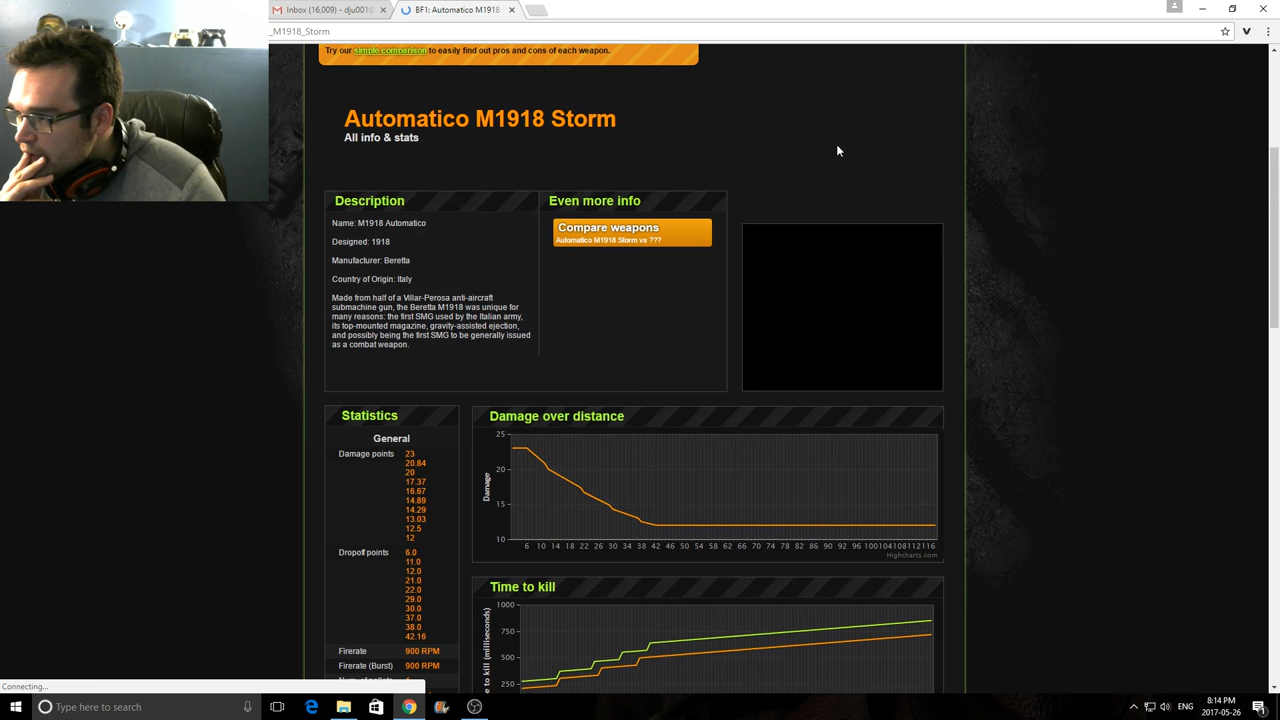 Inbox (16,009) - dju001@
BF1: Automatico M1918
_M1918_Storm
Try our simple comparison to easily find out pros and cons of each weapon.
Automatico M1918 Storm
All info & stats
Description
Name: M1918 Automatico
Designed: 1918
Manufacturer: Beretta
Country of Origin: Italy
Made from half of a Villar-Perosa anti-aircraft
submachine gun, the Beretta M1918 was unique for
many reasons: the first SMG used by the Italian army,
its top-mounted magazine, gravity-assisted ejection,
and possibly being the first SMG to be generally issued
as a combat weapon.
Even more info
Compare weapons
Automatico M1918 Storm vs ???
Statistics
General
Damage points 23
20.84
20
17.37
16.67
14.89
14.29
13.03
12.5
12
Dropoff points 6.0
11.0
12.0
21.0
22.0
29.0
30.0
37.0
38.0
42.16
Firerate 900 RPM
Firerate (Burst) 900 RPM
Damage over distance
25
20
15
10
Damage
6 10 14 18 22 26 30 34 38 42 46 50 54 58 62 66 70 74 78 82 86 90 94 96 100104108112116
Highcharts.com
Time to kill
1000
750
500
250
e to kill (milliseconds)
Connecting...
Type here to search
ENG
8:14 PM
2017-05-26